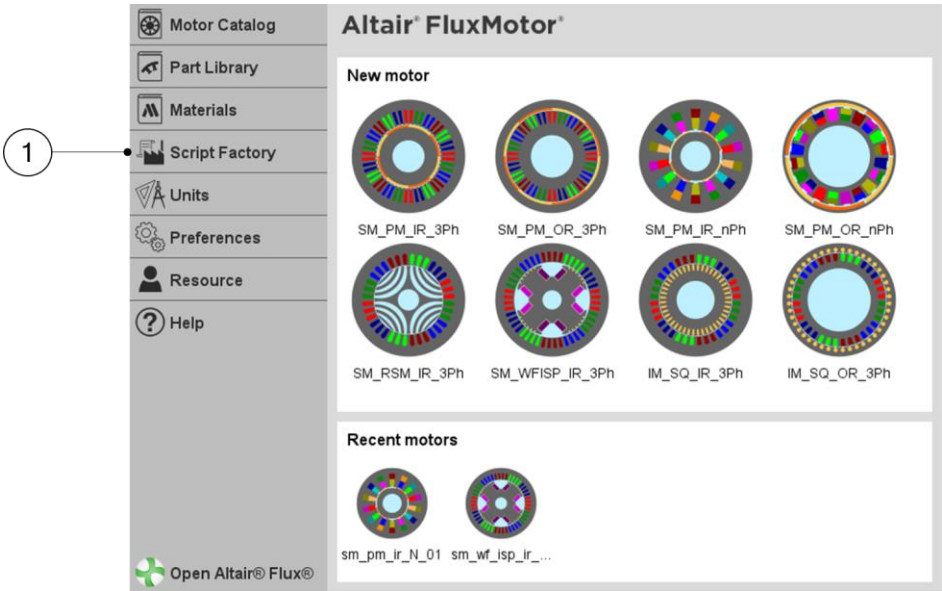 1
Motor Catalog
Part Library
Materials
Script Factory
Units
Preferences
Resource
Help
Open Altair® Flux®
Altair® FluxMotor®
New motor
SM_PM_IR_3Ph
SM_PM_OR_3Ph
SM_PM_IR_nPh
SM_PM_OR_nPh
SM_RSM_IR_3Ph
SM_WFISP_IR_3Ph
IM_SQ_IR_3Ph
IM_SQ_OR_3Ph
Recent motors
sm_pm_ir_N_01
sm_wf_isp_ir_...